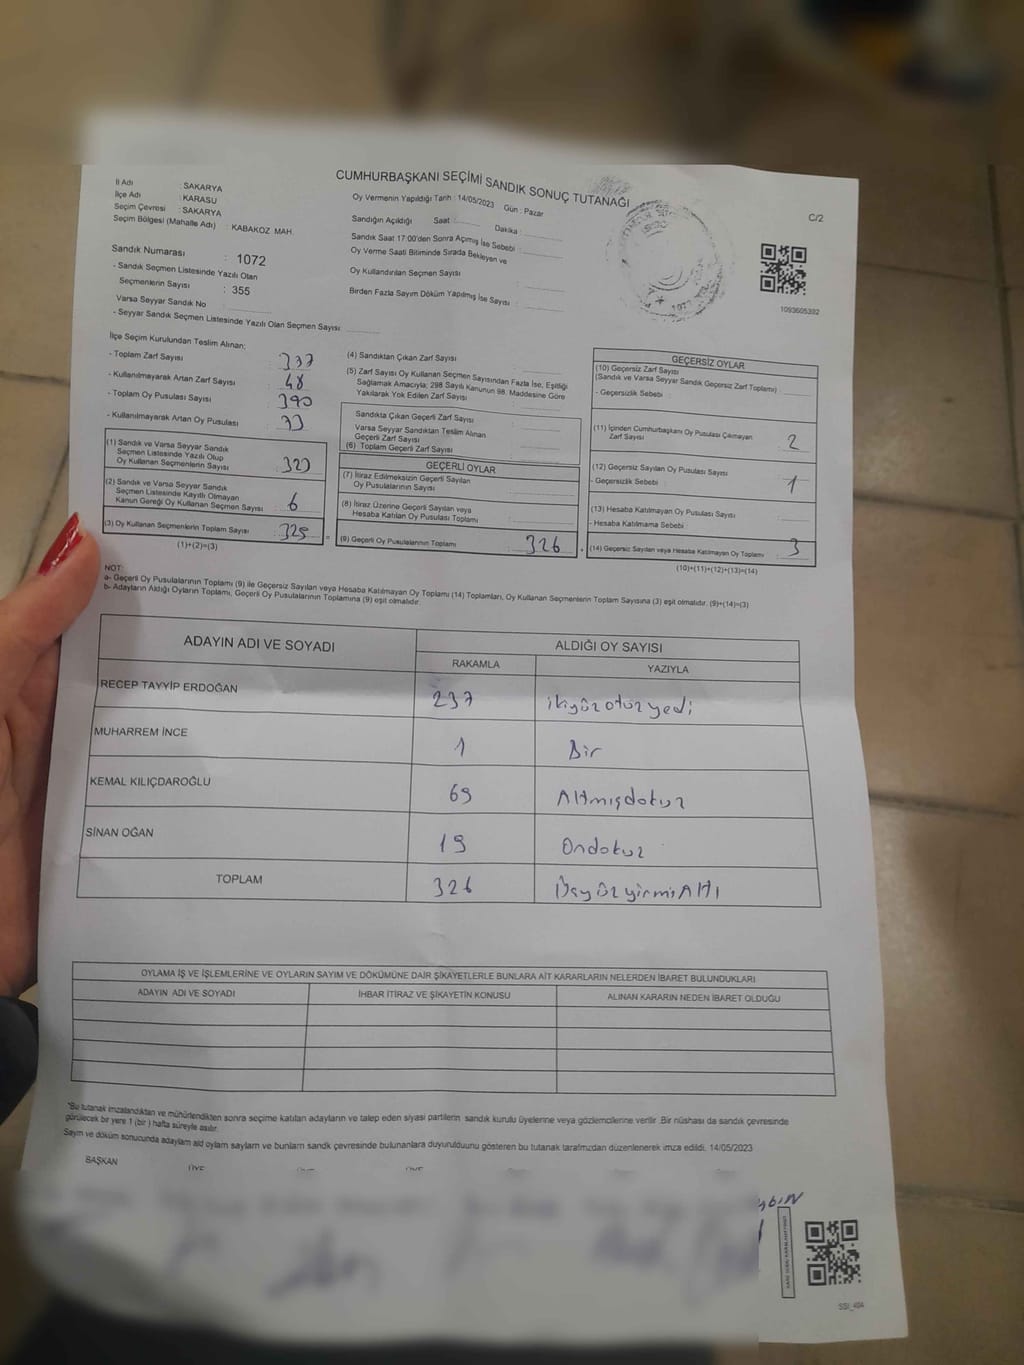 CUMHURBAŞKANI SEÇİMİ SANDIK SONUÇ TUTANAĞI
C/2
İl Adı : SAKARYA
İlçe Adı : KARASU
Seçim Çevresi : SAKARYA
Seçim Bölgesi (Mahalle Adı) : KABAKOZ MAH.
Sandık Numarası : 1072
- Sandık Seçmen Listesinde Yazılı Olan
Seçmenlerin Sayısı : 355
Varsa Seyyar Sandık No :
- Seyyar Sandık Seçmen Listesinde Yazılı Olan Seçmen Sayısı
Oy Vermenin Yapıldığı Tarih : 14/05/2023 Gün : Pazar
Sandığın Açıldığı Saat : Dakika :
Sandık Saat 17:00'den Sonra Açımış İse Sebebi :
Oy Verme Saati Bitiminde Sırada Bekleyen ve
Oy Kullandırılan Seçmen Sayısı :
Birden Fazla Sayım Döküm Yapılmış İse Sayısı :
1093605392
İlçe Seçim Kurulundan Teslim Alınan;
- Toplam Zarf Sayısı : 337
- Kullanılmayarak Artan Zarf Sayısı : 48
- Toplam Oy Pusulası Sayısı : 390
- Kullanılmayarak Artan Oy Pusulası :
(1) Sandık ve Varsa Seyyar Sandık
Seçmen Listesinde Yazılı Olup
Oy Kullanan Seçmenlerin Sayısı : 323
(2) Sandık ve Varsa Seyyar Sandık
Seçmen Listesinde Kayıtlı Olmayan
Kanun Gereği Oy Kullanan Seçmen Sayısı : 6
(3) Oy Kullanan Seçmenlerin Toplam Sayısı : 329
(1)+(2)=(3)
(4) Sandıktan Çıkan Zarf Sayısı
(5) Zarf Sayısı Oy Kullanan Seçmen Sayısından Fazla İse, Eşitliği
Sağlamak Amacıyla; 298 Sayılı Kanunun 98. Maddesine Göre
Yakılarak Yok Edilen Zarf Sayısı :
Sandıkta Çıkan Geçerli Zarf Sayısı :
Varsa Seyyar Sandıktan Teslim Alınan
Geçerli Zarf Sayısı
(6) Toplam Geçerli Zarf Sayısı :
GEÇERLİ OYLAR
(7) İtiraz Edilmeksizin Geçerli Sayılan
Oy Pusulalarının Sayısı :
(8) İtiraz Üzerine Geçerli Sayılan veya
Hesaba Katılan Oy Pusulası Toplamı :
(9) Geçerli Oy Pusulalarının Toplamı : 326
GEÇERSİZ OYLAR
(10) Geçersiz Zarf Sayısı
(Sandık ve Varsa Seyyar Sandık Geçersiz Zarf Toplamı) :
- Geçersizlik Sebebi :
(11) İçinden Cumhurbaşkanı Oy Pusulası Çıkmayan
Zarf Sayısı : 2
(12) Geçersiz Sayılan Oy Pusulası Sayısı
- Geçersizlik Sebebi : 1
(13) Hesaba Katılmayan Oy Pusulası Sayısı :
- Hesaba Katılmama Sebebi :
(14) Geçersiz Sayılan veya Hesaba Katılmayan Oy Toplamı : 3
(10)+(11)+(12)+(13)=(14)
NOT:
a- Geçerli Oy Pusulalarının Toplamı (9) ile Geçersiz Sayılan veya Hesaba Katılmayan Oy Toplamı (14) Toplamları, Oy Kullanan Seçmenlerin Toplam Sayısına (3) eşit olmalıdır. (9)+(14)=(3)
b- Adayların Aldığı Oyların Toplamı, Geçerli Oy Pusulalarının Toplamına (9) eşit olmalıdır.
ADAYIN ADI VE SOYADI ALDIĞI OY SAYISI
RAKAMLA YAZIYLA
RECEP TAYYİP ERDOĞAN 237 ikiyüzotuzyedi
MUHARREM İNCE 1 Bir
KEMAL KILIÇDAROĞLU 69 Altmışdokuz
SİNAN OĞAN 19 Ondokuz
TOPLAM 326 ÜçyüzyirmiAltı
OYLAMA İŞ VE İŞLEMLERİNE VE OYLARIN SAYIM VE DÖKÜMÜNE DAİR ŞİKAYETLERLE BUNLARA AİT KARARLARIN NELERDEN İBARET BULUNDUKLARI
ADAYIN ADI VE SOYADI İHBAR İTİRAZ VE ŞİKAYETİN KONUSU ALINAN KARARIN NEDEN İBARET OLDUĞU
*Bu tutanak imzalandıktan ve mühürlendikten sonra seçime katılan adayların ve talep eden siyasi partilerin sandık kurulu üyelerine veya gözlemcilerine verilir. Bir nüshası da sandık çevresinde
görülecek bir yere 1 (bir) hafta süreyle asılır.
Sayım ve döküm sonucunda adayların ald oylam saylam ve bunlam sandk çevresinde bulunanlara duyurulduunu gösteren bu tutanak tarafmzdan düzenlenerek imza edildi. 14/05/2023
BAŞKAN
SSI_404